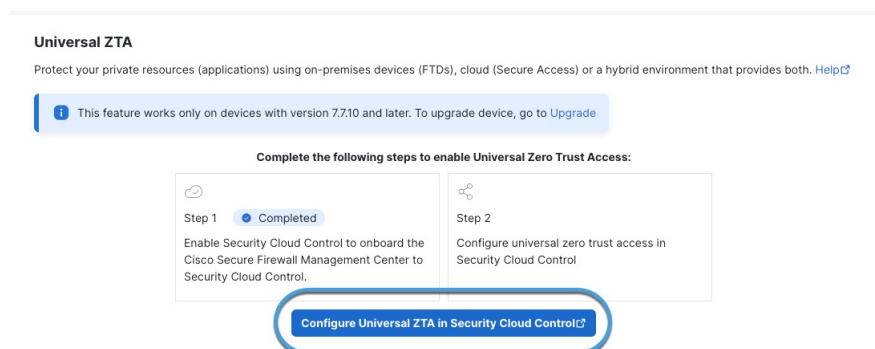 Universal ZTA
Protect your private resources (applications) using on-premises devices (FTDs), cloud (Secure Access) or a hybrid environment that provides both. Help
This feature works only on devices with version 7.7.10 and later. To upgrade device, go to Upgrade
Complete the following steps to enable Universal Zero Trust Access:
Step 1 Completed
Enable Security Cloud Control to onboard the
Cisco Secure Firewall Management Center to
Security Cloud Control.
Step 2
Configure universal zero trust access in
Security Cloud Control
Configure Universal ZTA in Security Cloud Control